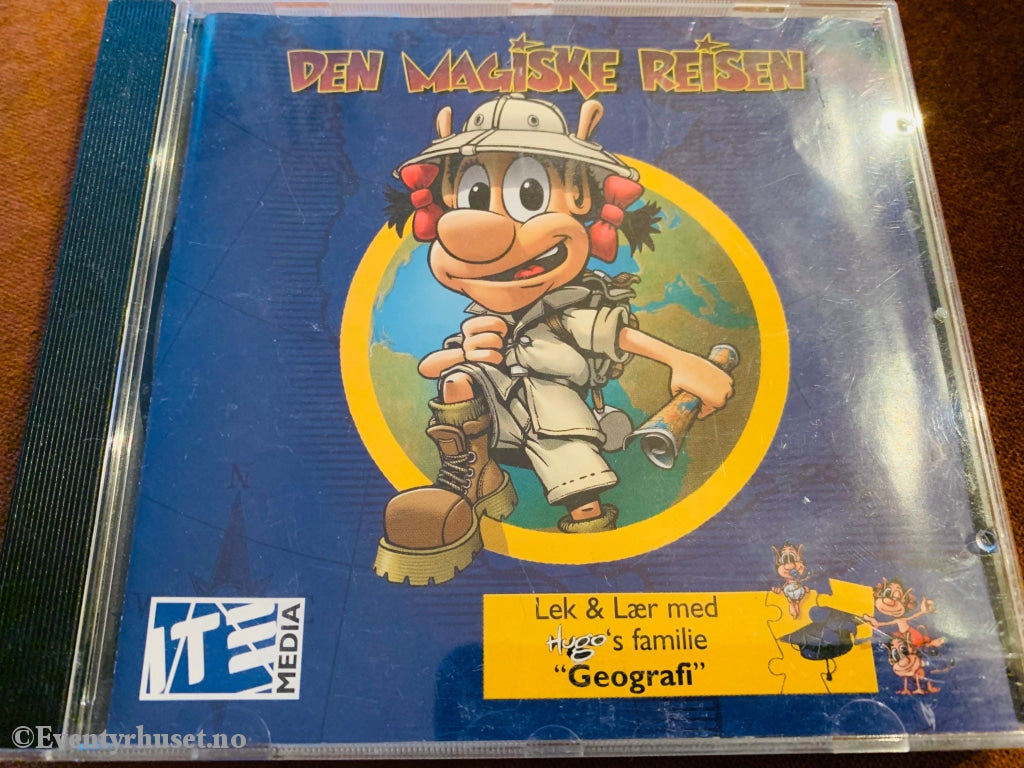 DEN MAGISKE REISEN
N
ITE
MEDIA
Lek & Lær med
Hugo's familie
"Geografi"
©Eventyrhuset.no